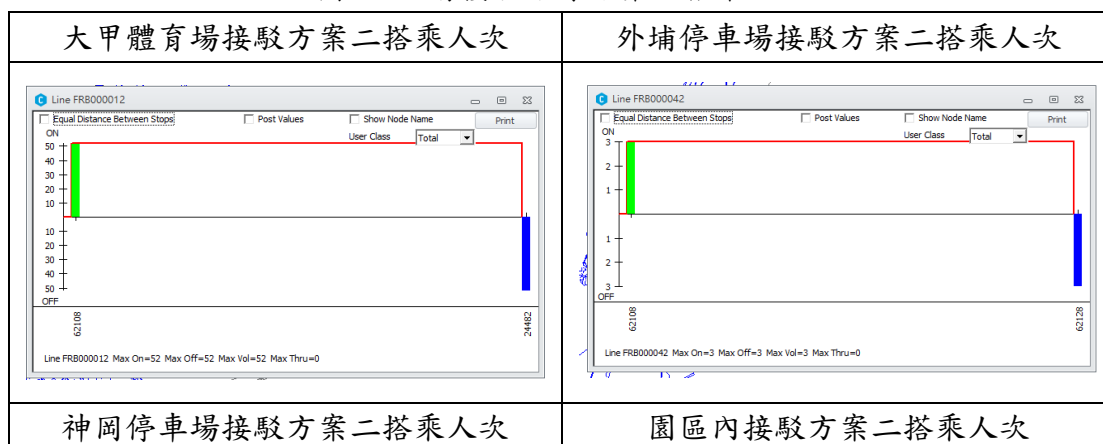 大甲體育場接駁方案二搭乘人次
外埔停車場接駁方案二搭乘人次
Line FRB000012
Equal Distance Between Stops
Post Values
Show Node Name
Print
ON
User Class
Total
50
40
30
20
10
10
20
30
40
50
OFF
62108
24482
Line FRB000012 Max On=52 Max Off=52 Max Vol=52 Max Thru=0
Line FRB000042
Equal Distance Between Stops
Post Values
Show Node Name
Print
ON
User Class
Total
3
2
1
1
2
3
OFF
62108
62128
Line FRB000042 Max On=3 Max Off=3 Max Vol=3 Max Thru=0
神岡停車場接駁方案二搭乘人次
園區內接駁方案二搭乘人次